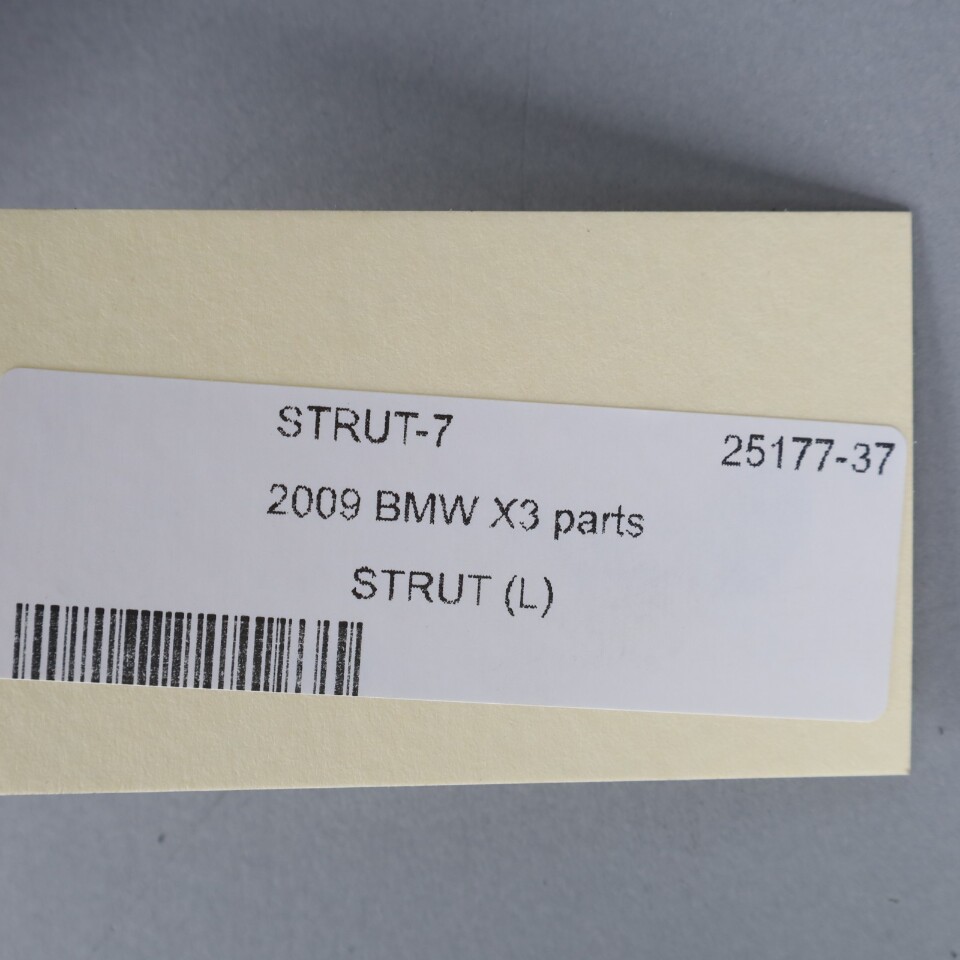 STRUT-7 25177-37
2009 BMW X3 parts
STRUT (L)